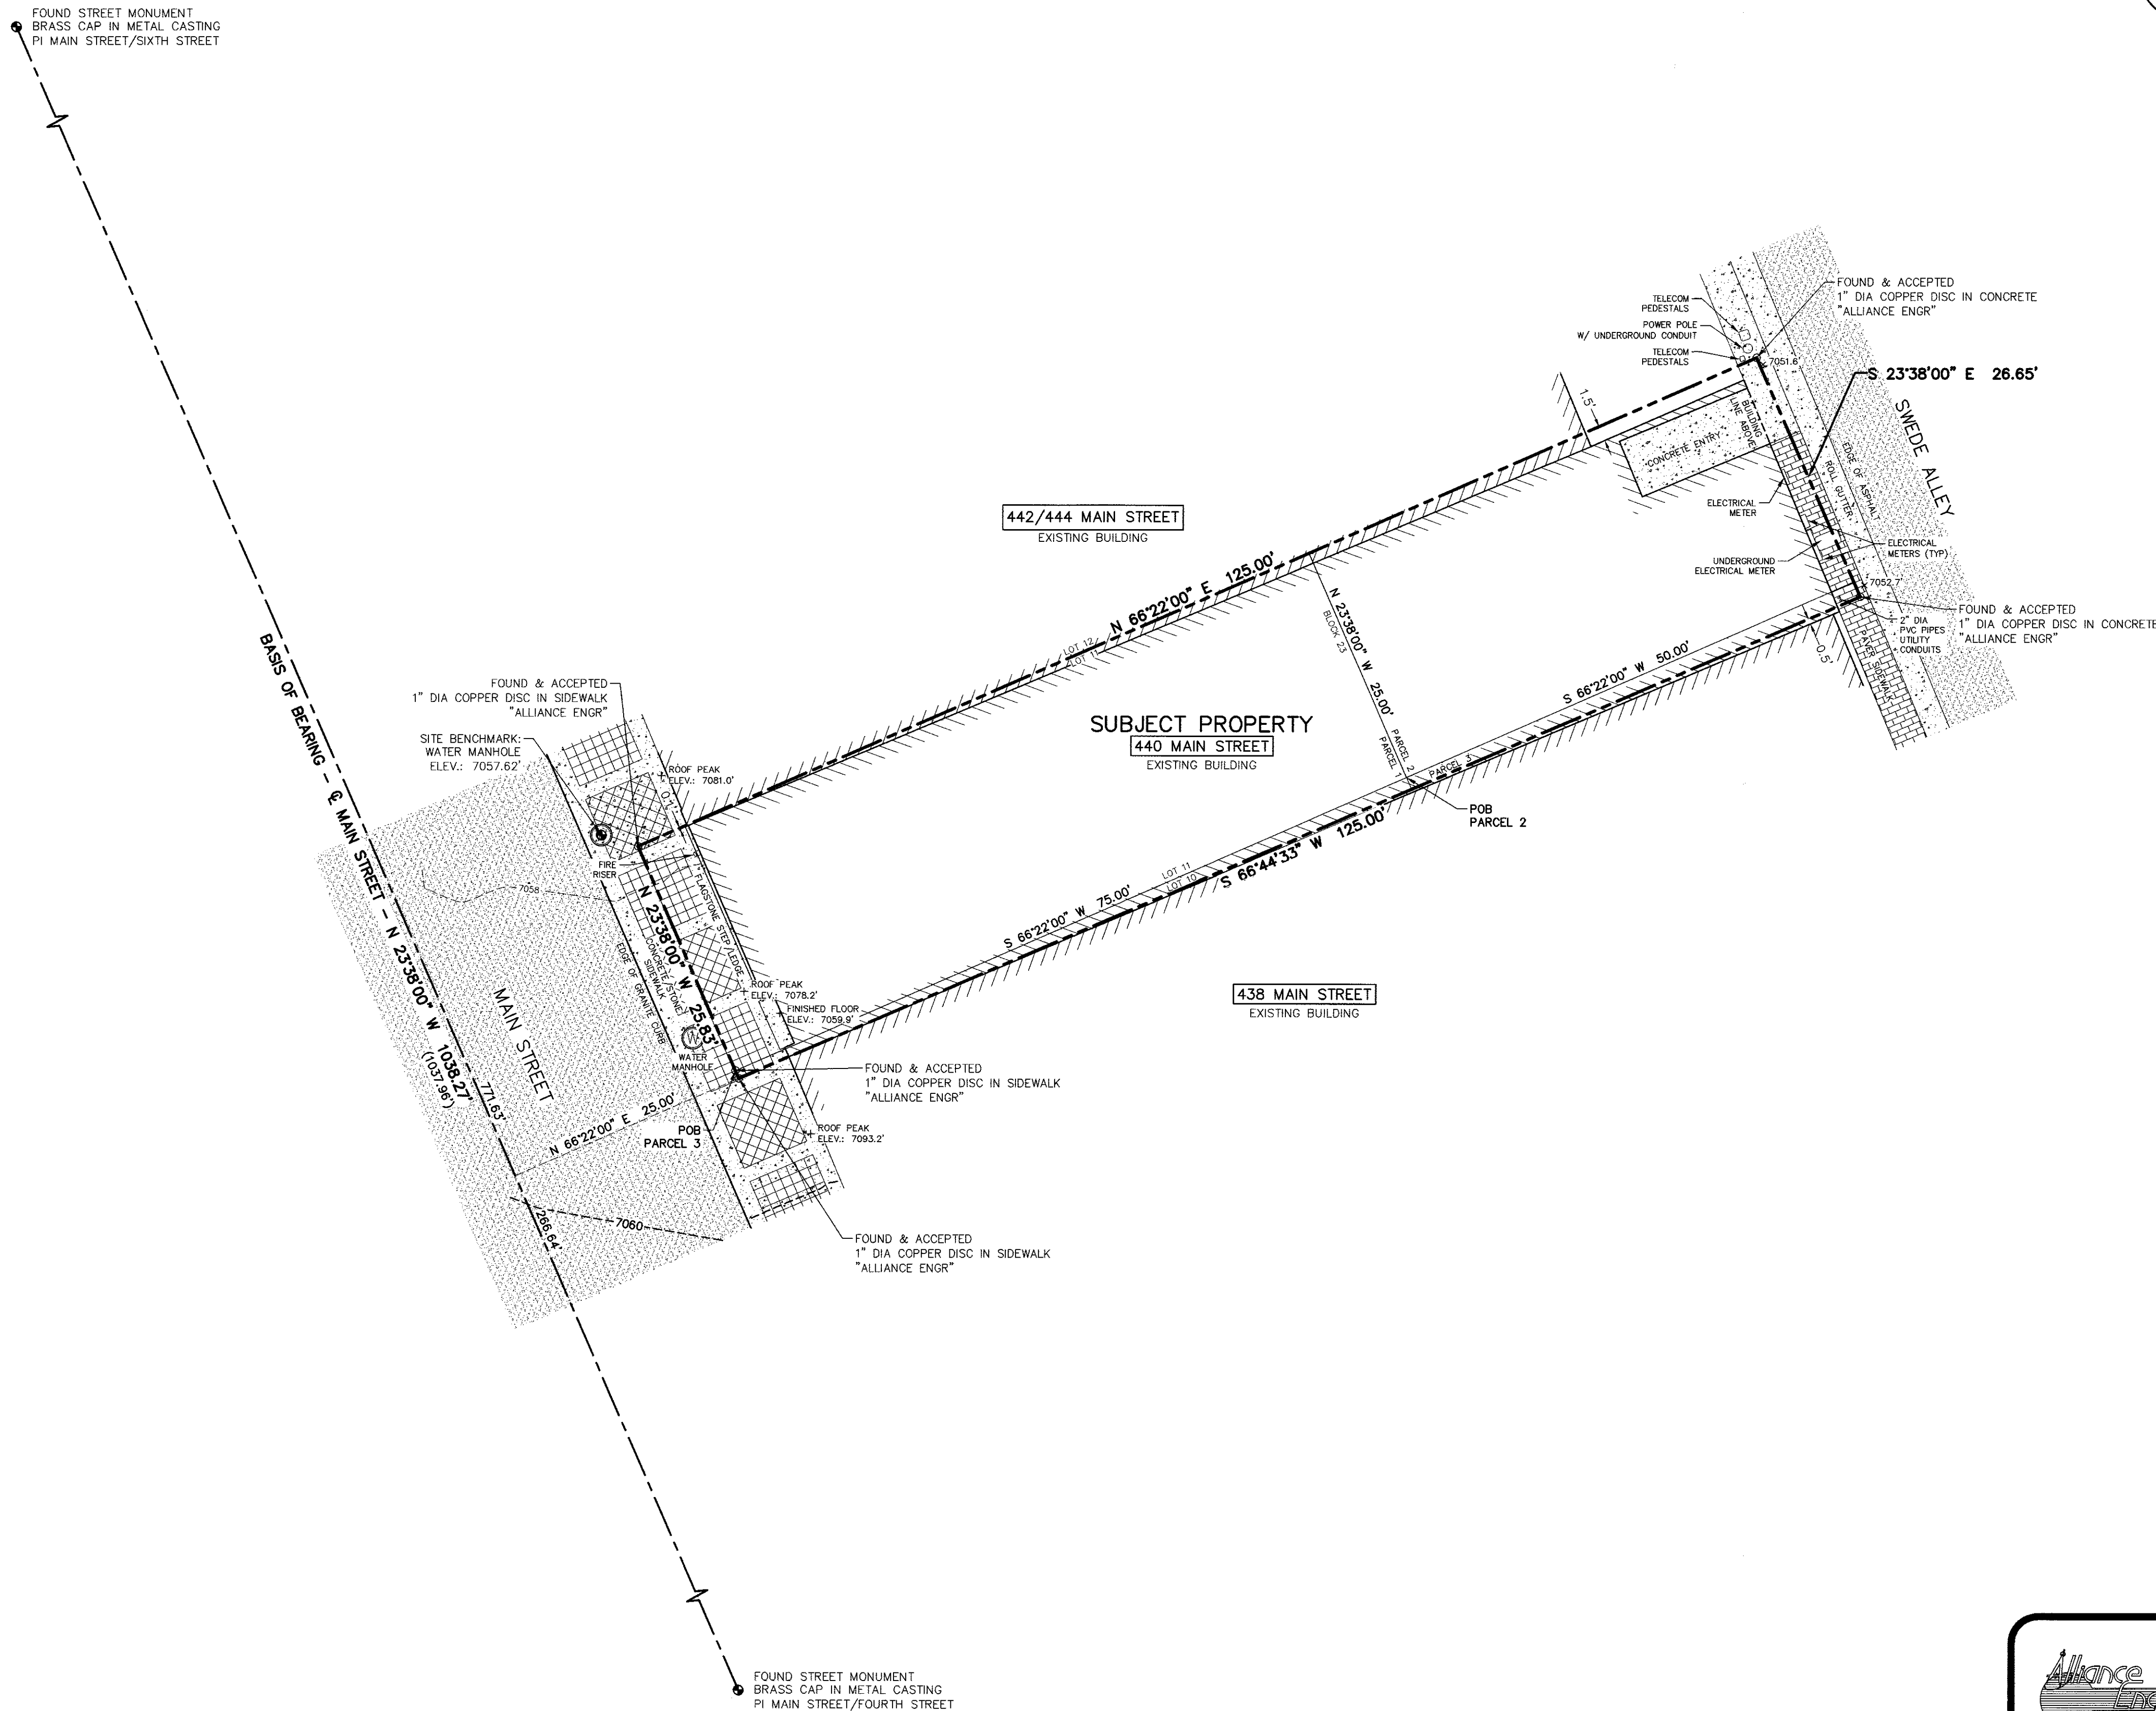 FOUND STREET MONUMENT
BRASS CAP IN METAL CASTING
PI MAIN STREET/SIXTH STREET
FOUND & ACCEPTED
1" DIA COPPER DISC IN CONCRETE
"ALLIANCE ENGR"
TELECOM
PEDESTALS
POWER POLE
W/ UNDERGROUND CONDUIT
TELECOM
PEDESTALS
7051.6'
S 23°38'00" E 26.65'
SWEDE ALLEY
1.5'
BUILDING
LINE ABOVE
CONCRETE ENTRY
EDGE OF ASPHALT
ROLL GUTTER
ELECTRICAL
METER
ELECTRICAL
METERS (TYP)
UNDERGROUND
ELECTRICAL METER
7052.7'
FOUND & ACCEPTED
1" DIA COPPER DISC IN CONCRETE
"ALLIANCE ENGR"
2" DIA
PVC PIPES
UTILITY
CONDUITS
PAVER SIDEWALK
0.5'
442/444 MAIN STREET
EXISTING BUILDING
N 66°22'00" E 125.00'
LOT 12
LOT 11
N 23°38'00" W 25.00'
BLOCK 23
PARCEL 2
PARCEL 1
PARCEL 3
S 66°22'00" W 50.00'
SUBJECT PROPERTY
440 MAIN STREET
EXISTING BUILDING
POB
PARCEL 2
S 66°44'33" W 125.00'
LOT 11
LOT 10
S 66°22'00" W 75.00'
438 MAIN STREET
EXISTING BUILDING
BASIS OF BEARING - ℄ MAIN STREET - N 23°38'00" W 1038.27'
(1037.96')
771.63'
266.64'
FOUND & ACCEPTED
1" DIA COPPER DISC IN SIDEWALK
"ALLIANCE ENGR"
SITE BENCHMARK:
WATER MANHOLE
ELEV.: 7057.62'
ROOF PEAK
ELEV.: 7081.0'
0.1'
FIRE
RISER
7058
FLAGSTONE STEP/LEDGE
N 23°38'00" W 25.83'
CONCRETE/STONE
SIDEWALK
EDGE OF GRANITE CURB
ROOF PEAK
ELEV.: 7078.2'
FINISHED FLOOR
ELEV.: 7059.9'
MAIN STREET
W
WATER
MANHOLE
FOUND & ACCEPTED
1" DIA COPPER DISC IN SIDEWALK
"ALLIANCE ENGR"
N 66°22'00" E 25.00'
POB
PARCEL 3
ROOF PEAK
ELEV.: 7093.2'
7060
FOUND & ACCEPTED
1" DIA COPPER DISC IN SIDEWALK
"ALLIANCE ENGR"
FOUND STREET MONUMENT
BRASS CAP IN METAL CASTING
PI MAIN STREET/FOURTH STREET
Alliance